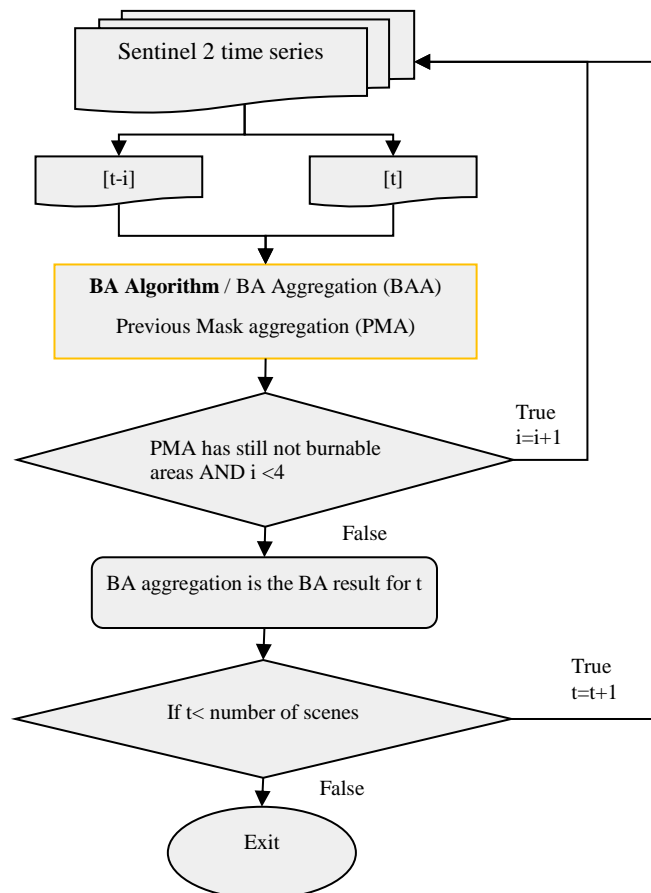 Sentinel 2 time series
[t-i]
[t]
BA Algorithm / BA Aggregation (BAA)
Previous Mask aggregation (PMA)
True
i=i+1
PMA has still not burnable
areas AND i <4
False
BA aggregation is the BA result for t
True
t=t+1
If t< number of scenes
False
Exit